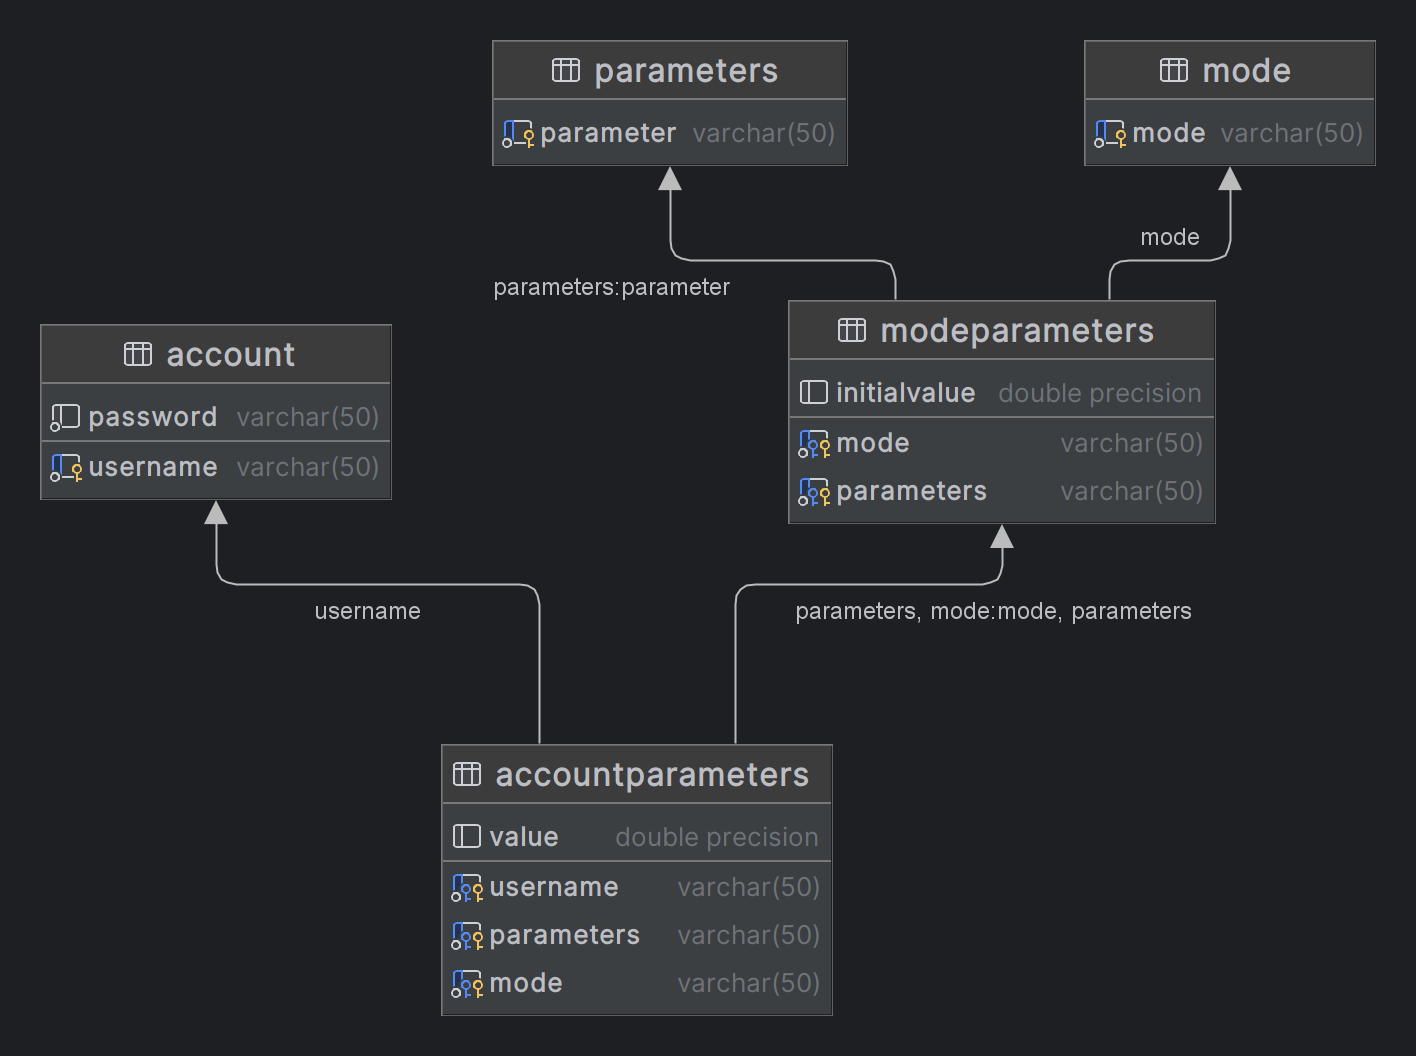 parameters
parameter varchar(50)
mode
mode varchar(50)
mode
parameters:parameter
modeparameters
initialvalue double precision
mode varchar(50)
parameters varchar(50)
account
password varchar(50)
username varchar(50)
username
parameters, mode:mode, parameters
accountparameters
value double precision
username varchar(50)
parameters varchar(50)
mode varchar(50)